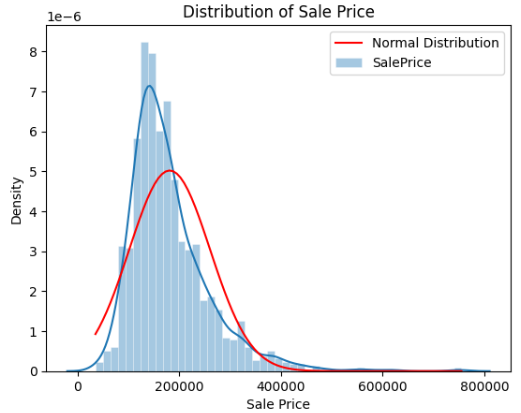 Distribution of Sale Price
1e−6
Normal Distribution
SalePrice
8
7
6
5
4
3
2
1
0
Density
0 200000 400000 600000 800000
Sale Price